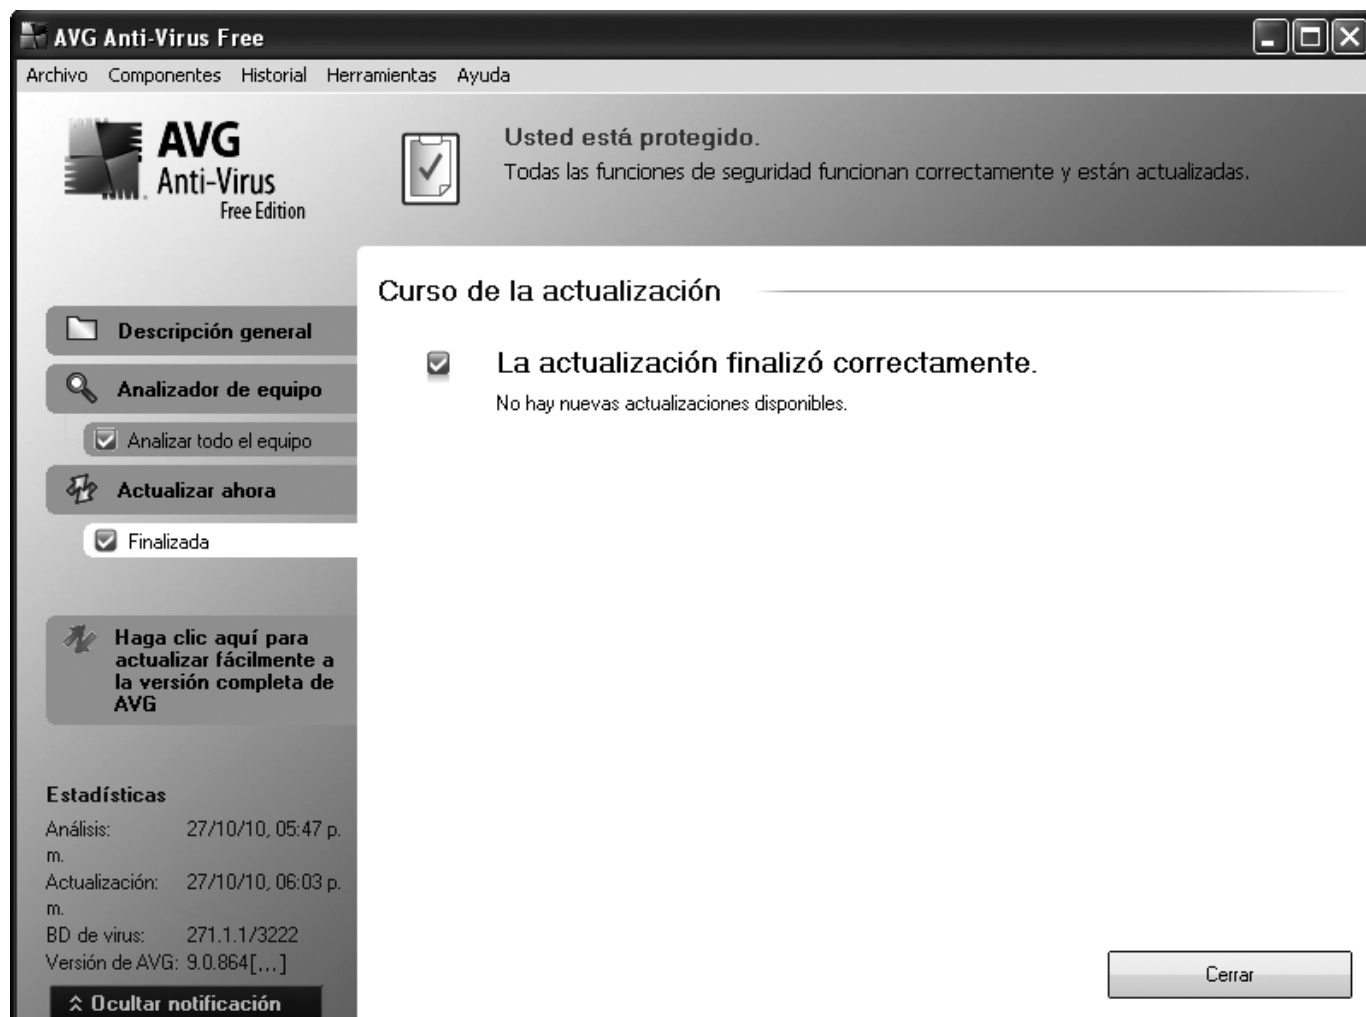 AVG Anti-Virus Free
Archivo Componentes Historial Herramientas Ayuda
AVG
Anti-Virus
Free Edition
Usted está protegido.
Todas las funciones de seguridad funcionan correctamente y están actualizadas.
Descripción general
Analizador de equipo
Analizar todo el equipo
Actualizar ahora
Finalizada
Haga clic aquí para
actualizar fácilmente a
la versión completa de
AVG
Estadísticas
Análisis: 27/10/10, 05:47 p.
m.
Actualización: 27/10/10, 06:03 p.
m.
BD de virus: 271.1.1/3222
Versión de AVG: 9.0.864[...]
Ocultar notificación
Curso de la actualización
La actualización finalizó correctamente.
No hay nuevas actualizaciones disponibles.
Cerrar